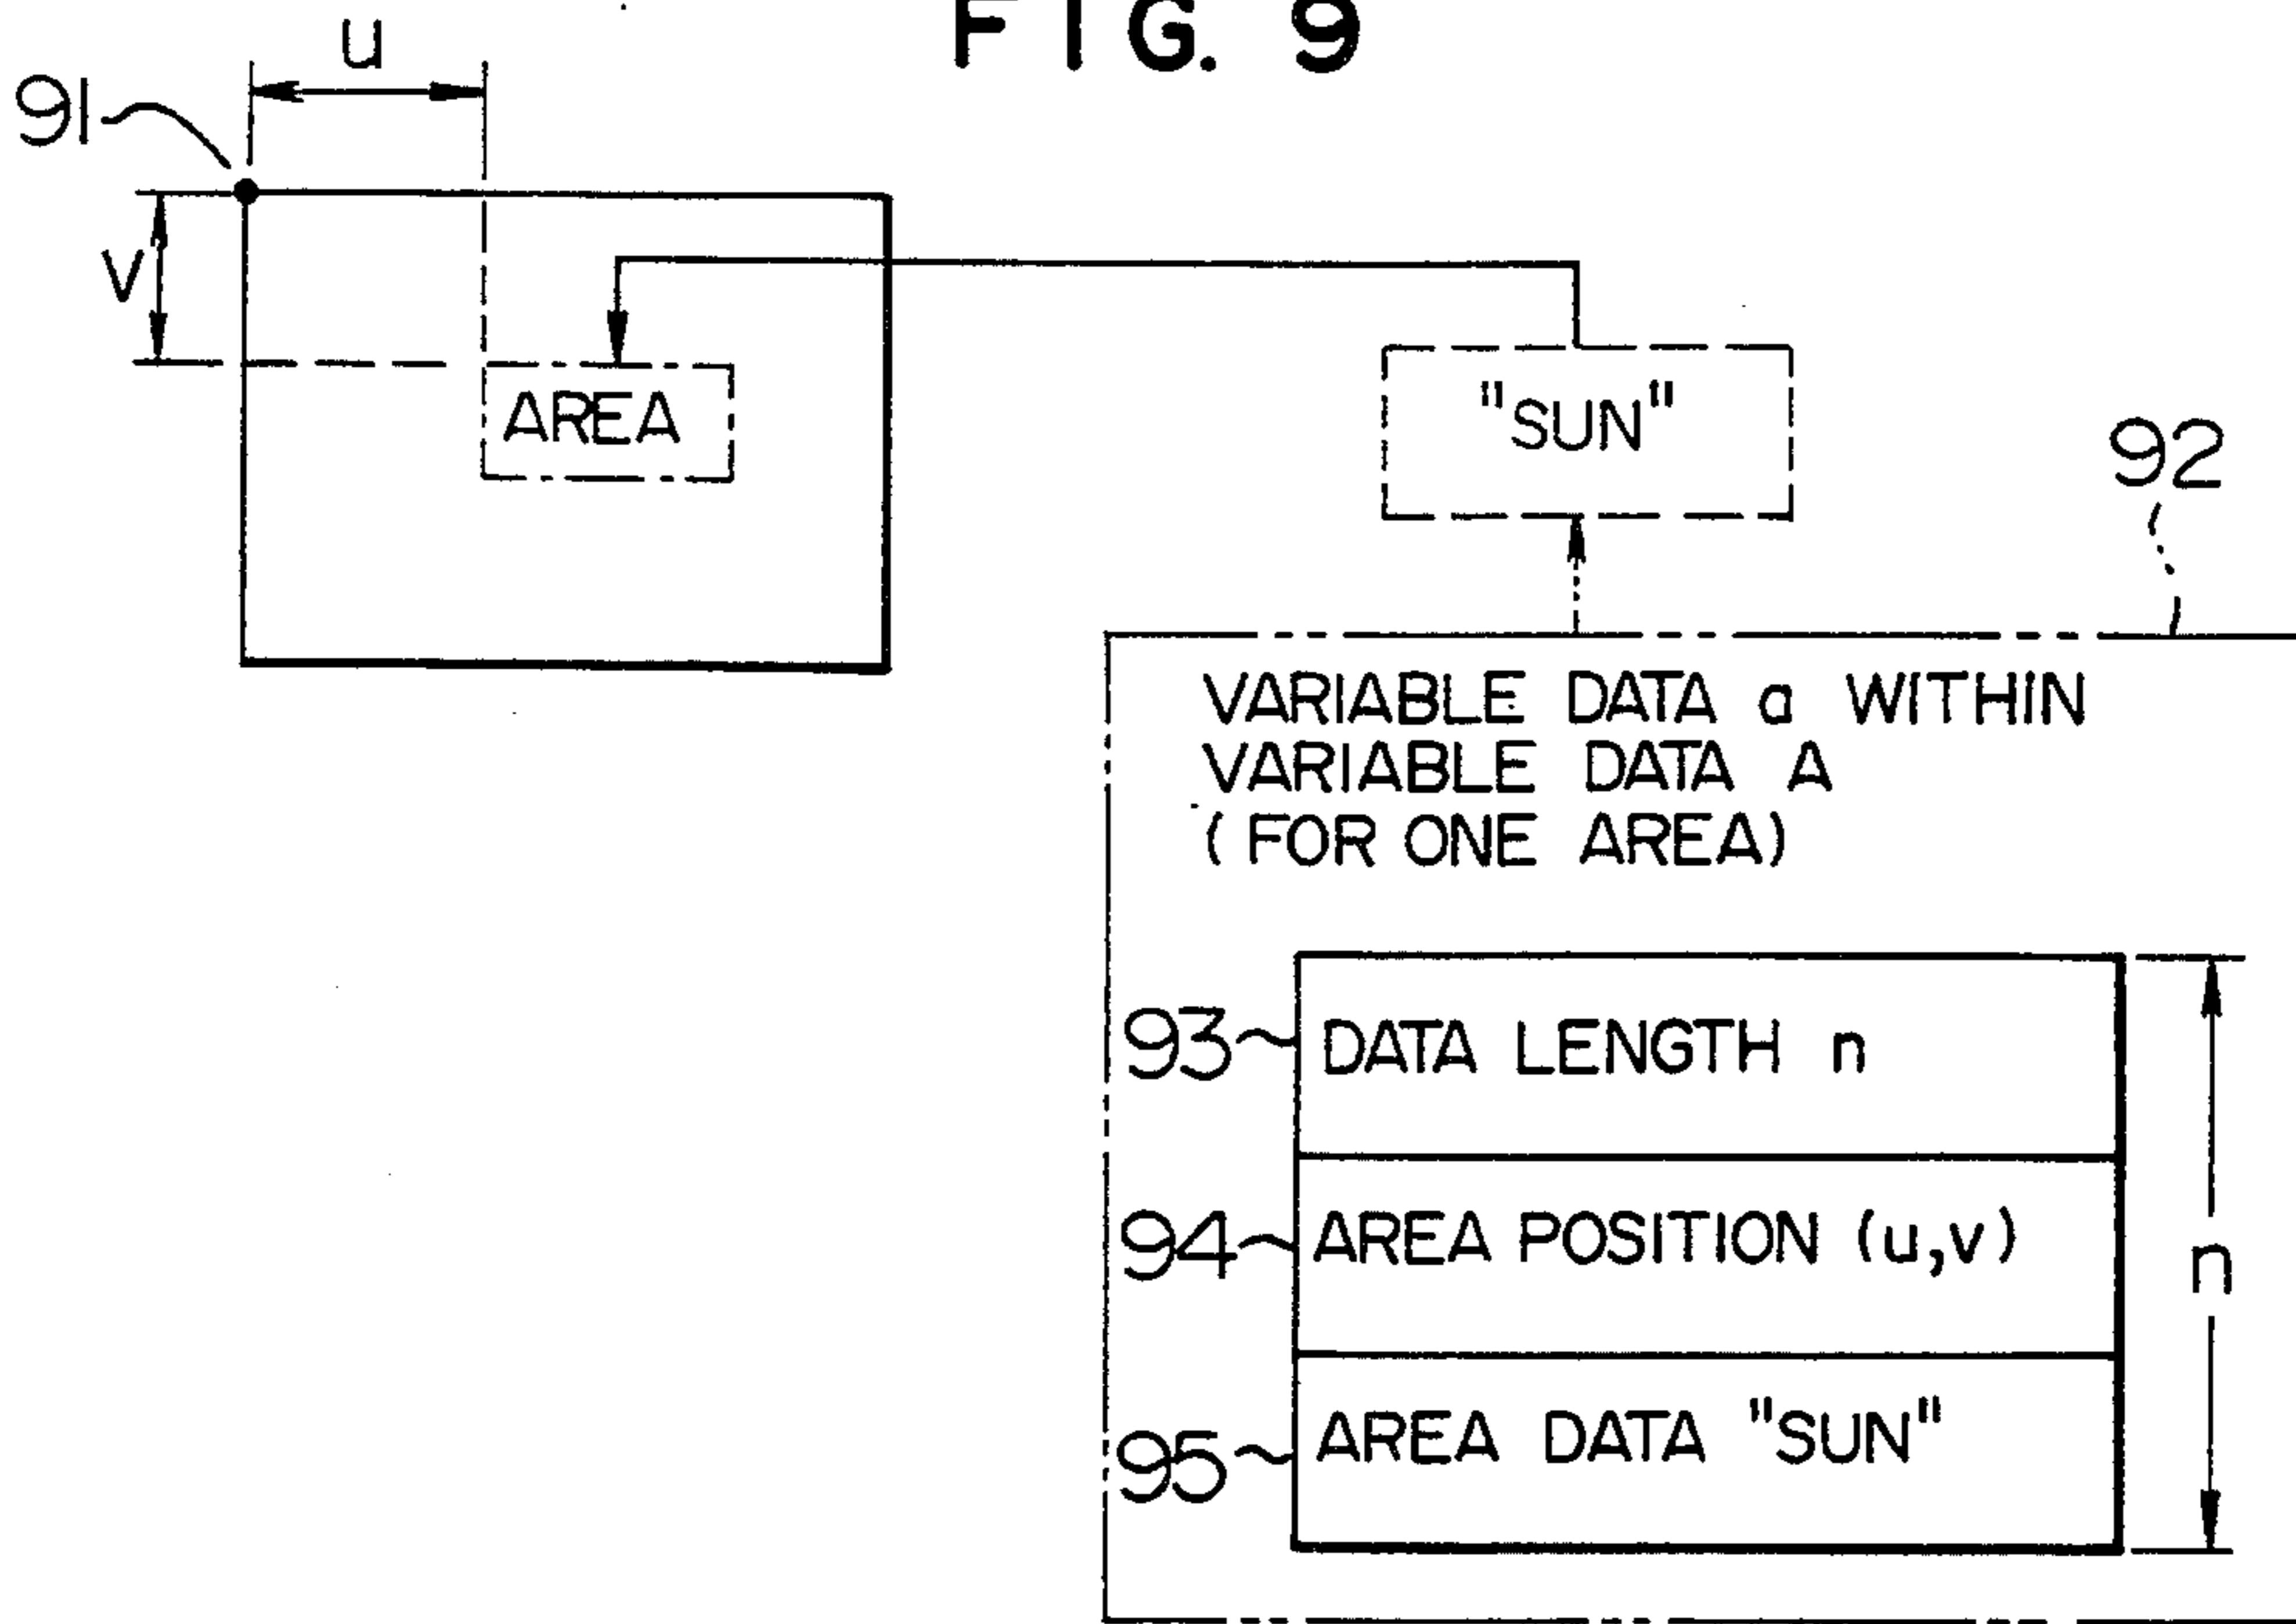 FIG. 9
u
91
v
AREA
"SUN"
92
VARIABLE DATA a WITHIN
VARIABLE DATA A
(FOR ONE AREA)
93 DATA LENGTH n
94 AREA POSITION (u,v)
n
95 AREA DATA "SUN"